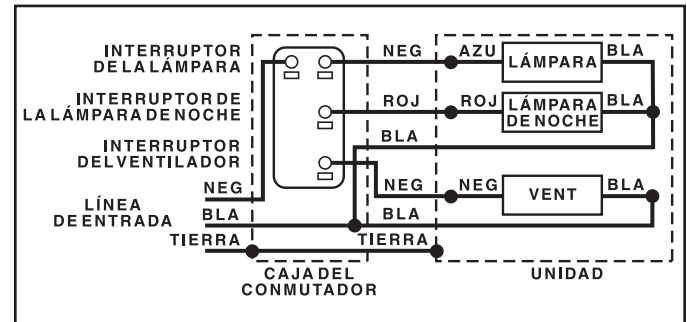 INTERRUPTOR
DE LA LÁMPARA
INTERRUPTOR DE
LA LÁMPARA DE NOCHE
INTERRUPTOR
DEL VENTILADOR
NEG
LÍNEA
DE ENTRADA
BLA
TIERRA
CAJA DEL
CONMUTADOR
NEG
AZU
LÁMPARA
BLA
ROJ
ROJ
LÁMPARA
DE NOCHE
BLA
BLA
NEG
NEG
VENT
BLA
BLA
TIERRA
UNIDAD